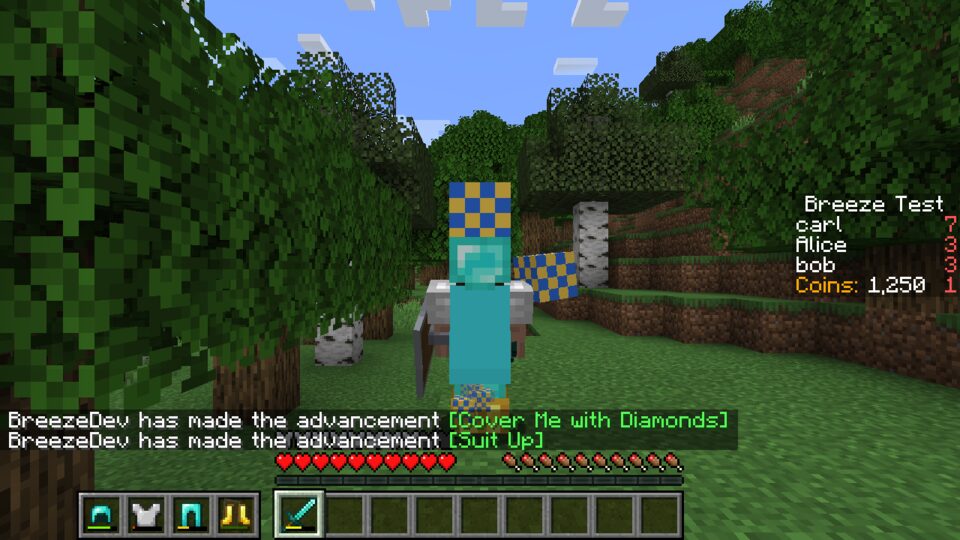 Breeze Test
carl 7
Alice 3
bob 3
Coins: 1,250 1
BreezeDev has made the advancement [Cover Me with Diamonds]
BreezeDev has made the advancement [Suit Up]